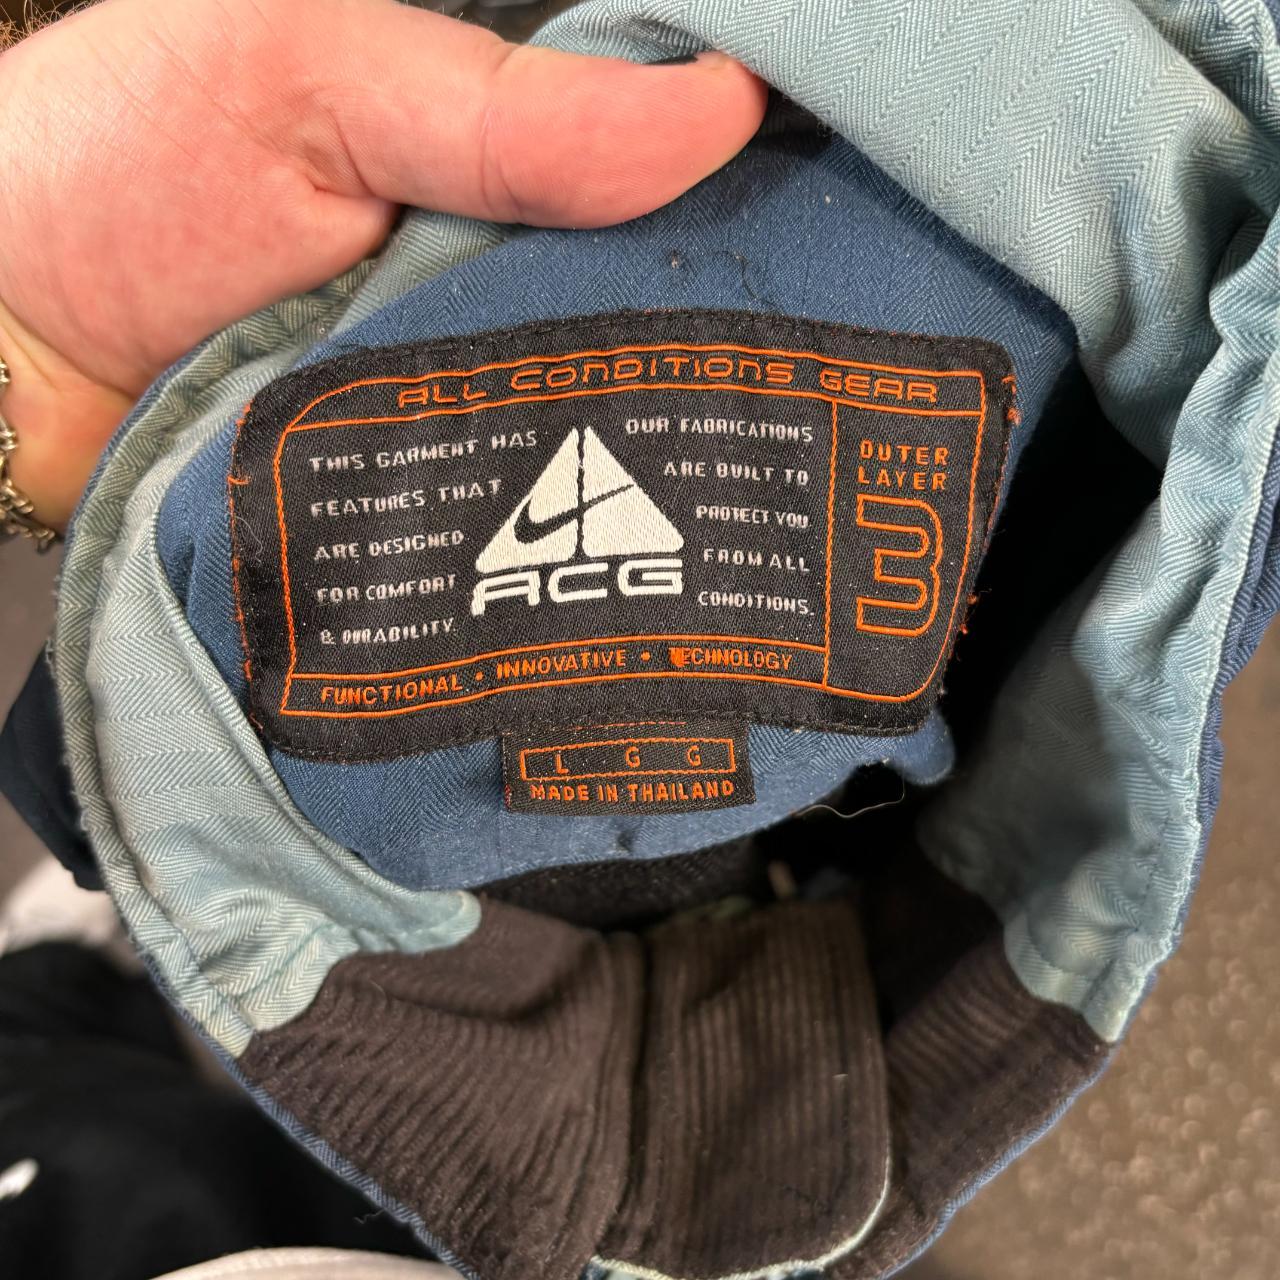 ALL CONDITIONS GEAR
THIS GARMENT HAS
FEATURES THAT
ARE DESIGNED
FOR COMFORT
& DURABILITY.
ACG
OUR FABRICATIONS
ARE BUILT TO
PROTECT YOU
FROM ALL
CONDITIONS.
OUTER
LAYER
3
FUNCTIONAL • INNOVATIVE • TECHNOLOGY
L G G
MADE IN THAILAND